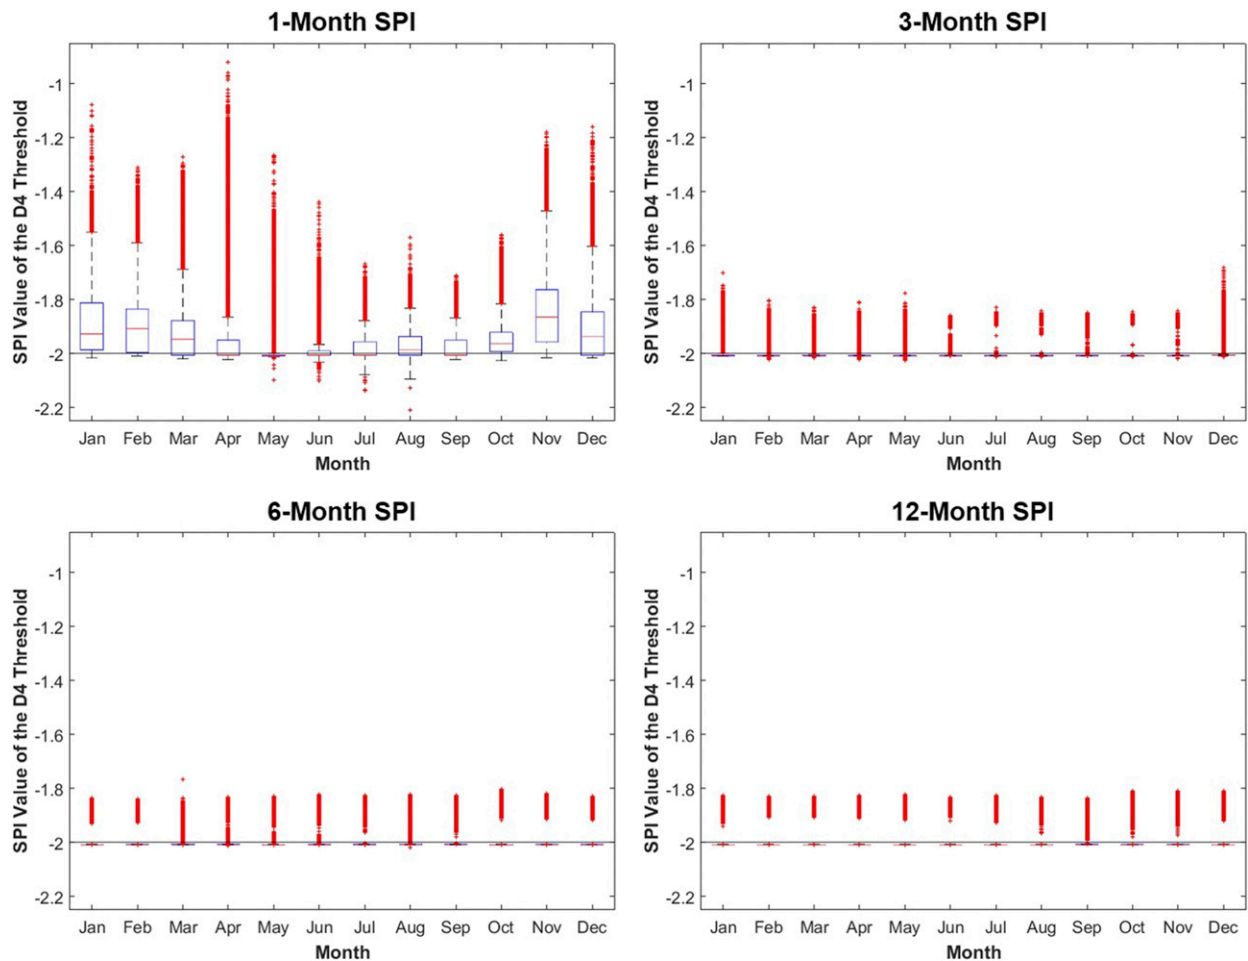 1-Month SPI
SPI Value of the D4 Threshold
-1
-1.2
-1.4
-1.6
-1.8
-2
-2.2
Jan Feb Mar Apr May Jun Jul Aug Sep Oct Nov Dec
Month
3-Month SPI
SPI Value of the D4 Threshold
-1
-1.2
-1.4
-1.6
-1.8
-2
-2.2
Jan Feb Mar Apr May Jun Jul Aug Sep Oct Nov Dec
Month
6-Month SPI
SPI Value of the D4 Threshold
-1
-1.2
-1.4
-1.6
-1.8
-2
-2.2
Jan Feb Mar Apr May Jun Jul Aug Sep Oct Nov Dec
Month
12-Month SPI
SPI Value of the D4 Threshold
-1
-1.2
-1.4
-1.6
-1.8
-2
-2.2
Jan Feb Mar Apr May Jun Jul Aug Sep Oct Nov Dec
Month